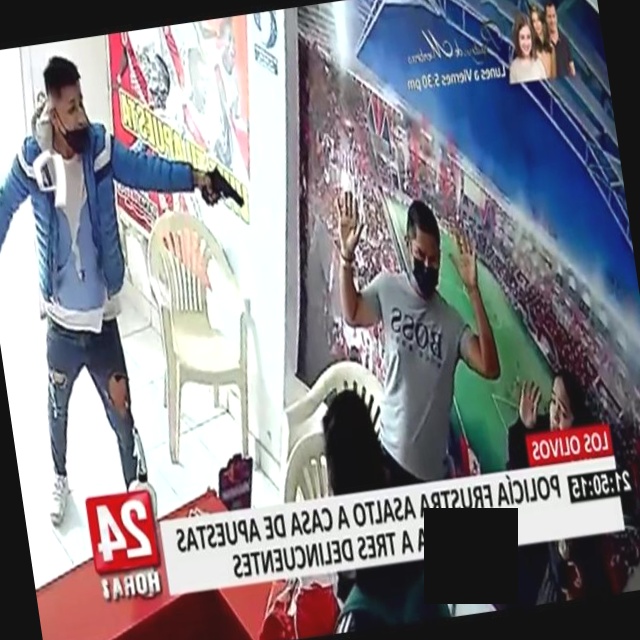 Lunes a Viernes 5:30 pm
BOSS
LOS OLIVOS
21:50:15
POLICÍA FRUSTRA ASALTO A CASA DE APUESTAS
A A TRES DELINCUENTES
24
HORAS